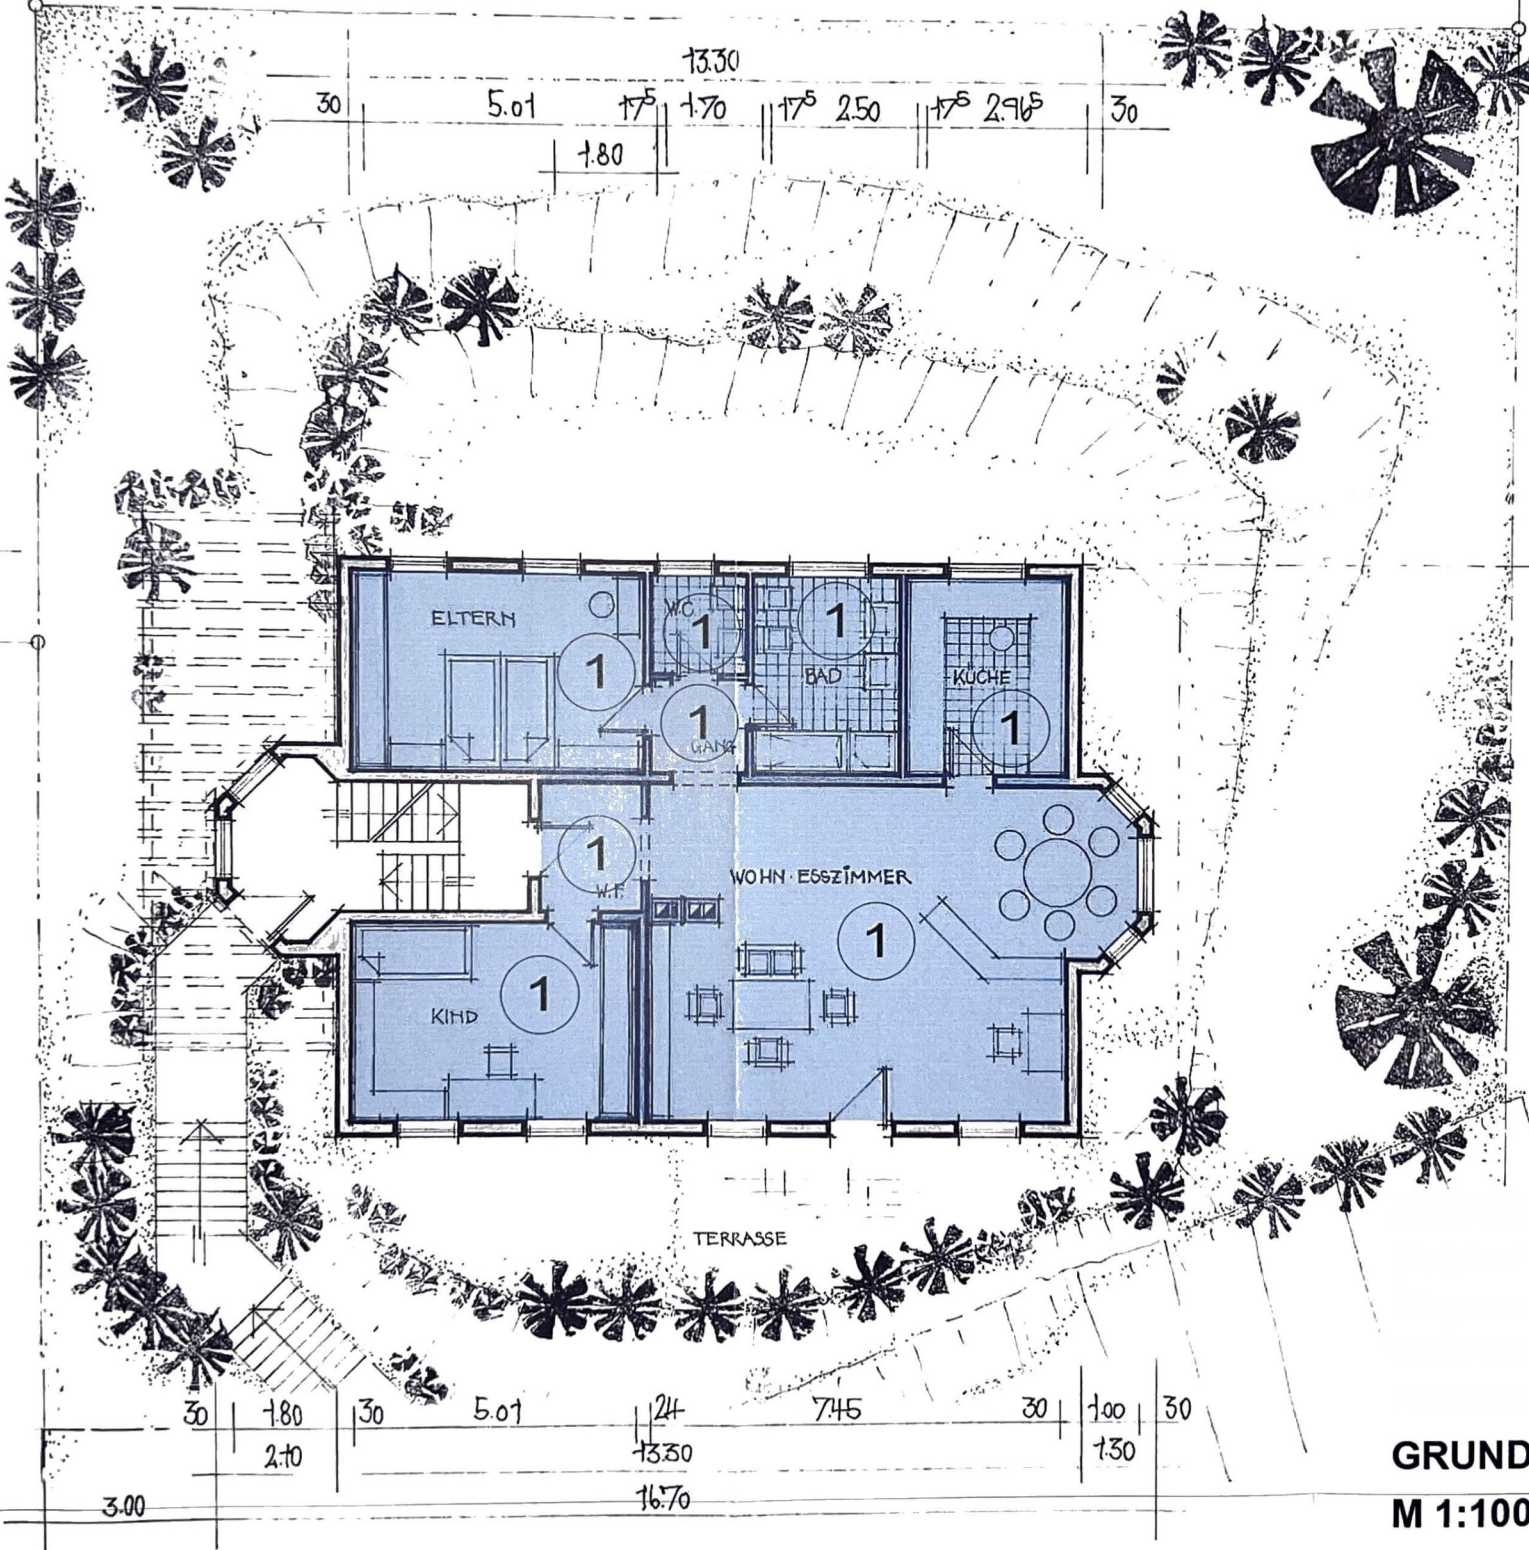 13.30
30 5.01 17⁵ 1.70 17⁵ 2.50 17⁵ 2.96⁵ 30
1.80
ELTERN
W.C.
1
1
BAD
KÜCHE
1
1
1
GANG
1
W.F.
WOHN·ESSZIMMER
1
KIND
1
TERRASSE
30 1.80 30 5.01 24 7.45 30 1.00 30
2.10 13.30 1.30
16.70
3.00
GRUND
M 1:100